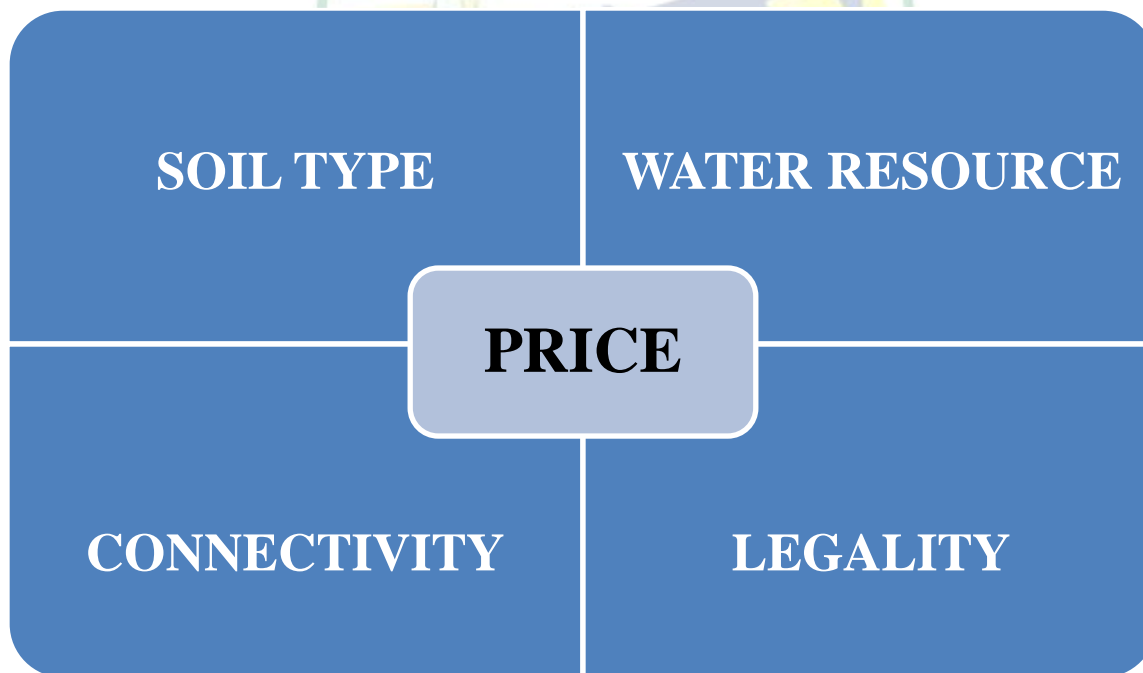 SOIL TYPE
WATER RESOURCE
PRICE
CONNECTIVITY
LEGALITY